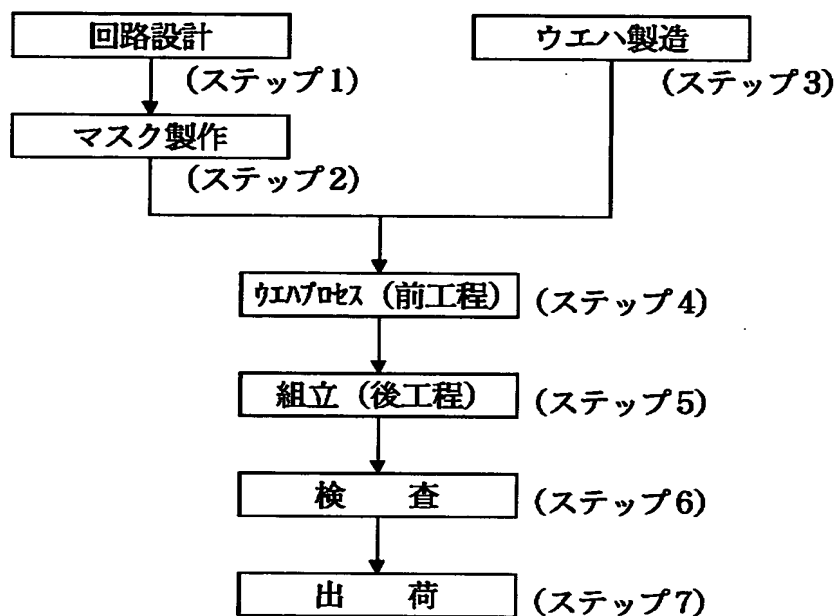 回路設計
(ステップ1)
ウエハ製造
(ステップ3)
マスク製作
(ステップ2)
ｳｴﾊﾌﾟﾛｾｽ (前工程)
(ステップ4)
組立 (後工程)
(ステップ5)
検　査
(ステップ6)
出　荷
(ステップ7)